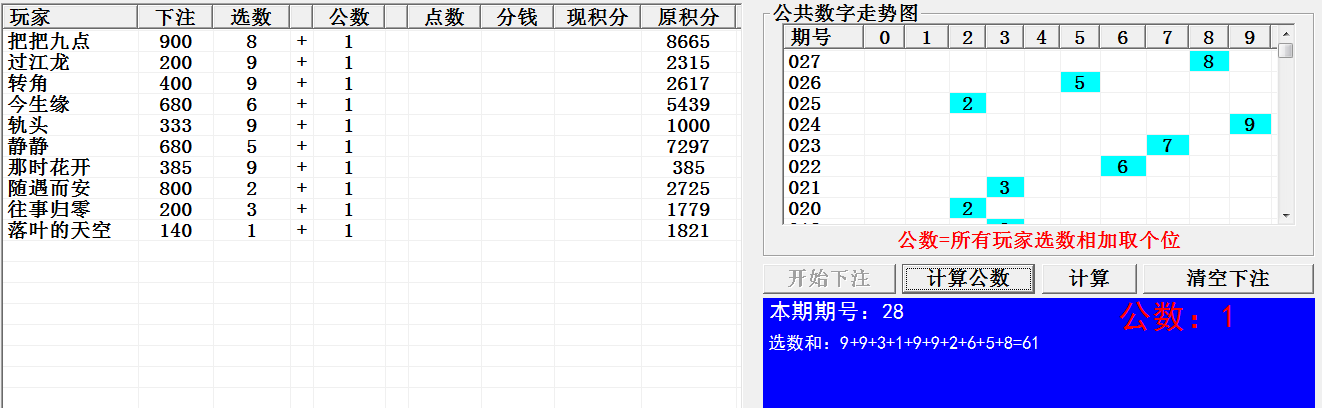 玩家 下注 选数 公数 点数 分钱 现积分 原积分
把把九点 900 8 + 1 8665
过江龙 200 9 + 1 2315
转角 400 9 + 1 2617
今生缘 680 6 + 1 5439
轨头 333 9 + 1 1000
静静 680 5 + 1 7297
那时花开 385 9 + 1 385
随遇而安 800 2 + 1 2725
往事归零 200 3 + 1 1779
落叶的天空 140 1 + 1 1821
公共数字走势图
期号 0 1 2 3 4 5 6 7 8 9
027 8
026 5
025 2
024 9
023 7
022 6
021 3
020 2
公数=所有玩家选数相加取个位
开始下注 计算公数 计算 清空下注
本期期号：28 公数：1
选数和：9+9+3+1+9+9+2+6+5+8=61